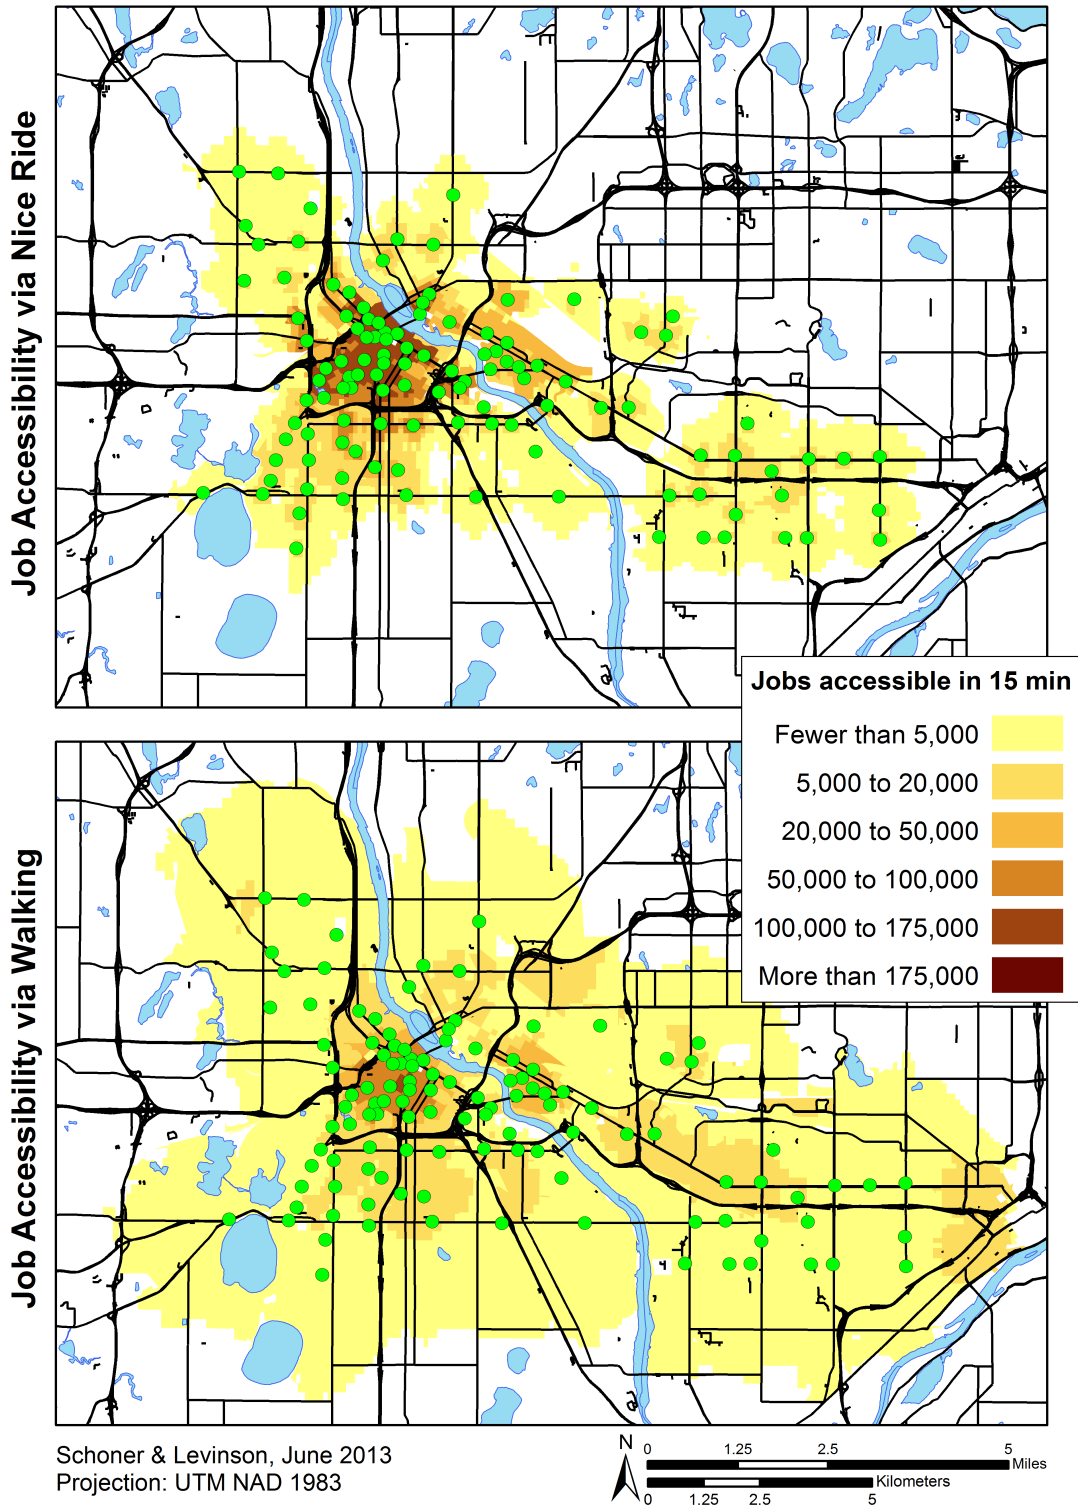 Job Accessibility via Nice Ride
Jobs accessible in 15 min
Fewer than 5,000
5,000 to 20,000
20,000 to 50,000
50,000 to 100,000
100,000 to 175,000
More than 175,000
Job Accessibility via Walking
Schoner & Levinson, June 2013
Projection: UTM NAD 1983
N
0 1.25 2.5 5
Miles
Kilometers
0 1.25 2.5 5